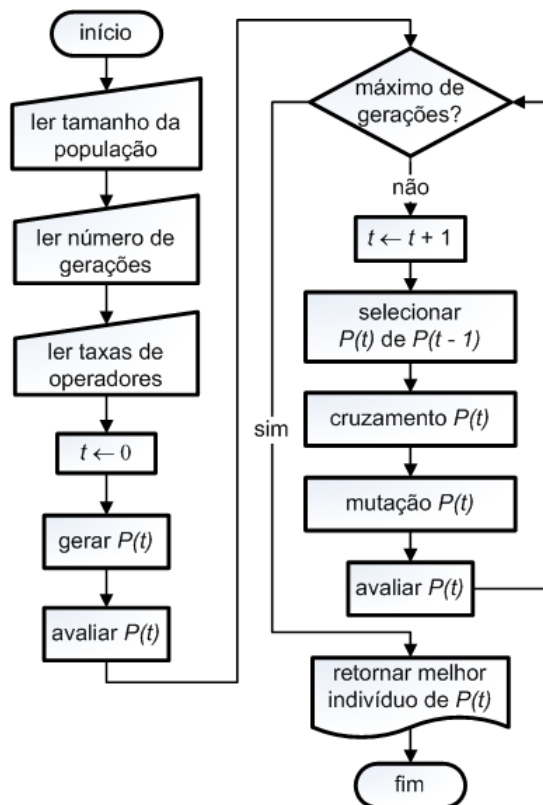 início
ler tamanho da
população
ler número de
gerações
ler taxas de
operadores
t ← 0
gerar P(t)
avaliar P(t)
máximo de
gerações?
não
sim
t ← t + 1
selecionar
P(t) de P(t - 1)
cruzamento P(t)
mutação P(t)
avaliar P(t)
retornar melhor
indivíduo de P(t)
fim